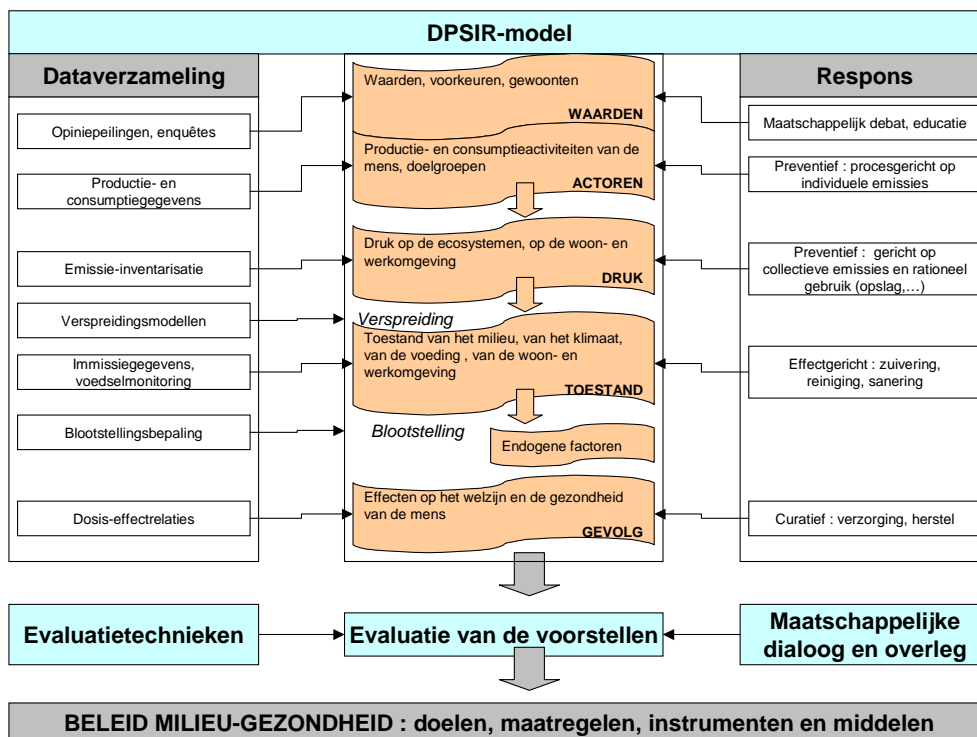 DPSIR-model
Dataverzameling
Opiniepeilingen, enquêtes
Productie- en
consumptiegegevens
Emissie-inventarisatie
Verspreidingsmodellen
Immissiegegevens,
voedselmonitoring
Blootstellingsbepaling
Dosis-effectrelaties
Waarden, voorkeuren, gewoonten
WAARDEN
Productie- en consumptieactiviteiten van de
mens, doelgroepen
ACTOREN
Druk op de ecosystemen, op de woon- en
werkomgeving
DRUK
Verspreiding
Toestand van het milieu, van het klimaat,
van de voeding , van de woon- en
werkomgeving
TOESTAND
Blootstelling
Endogene factoren
Effecten op het welzijn en de gezondheid
van de mens
GEVOLG
Respons
Maatschappelijk debat, educatie
Preventief : procesgericht op
individuele emissies
Preventief : gericht op
collectieve emissies en rationeel
gebruik (opslag,…)
Effectgericht : zuivering,
reiniging, sanering
Curatief : verzorging, herstel
Evaluatietechnieken
Evaluatie van de voorstellen
Maatschappelijke
dialoog en overleg
BELEID MILIEU-GEZONDHEID : doelen, maatregelen, instrumenten en middelen